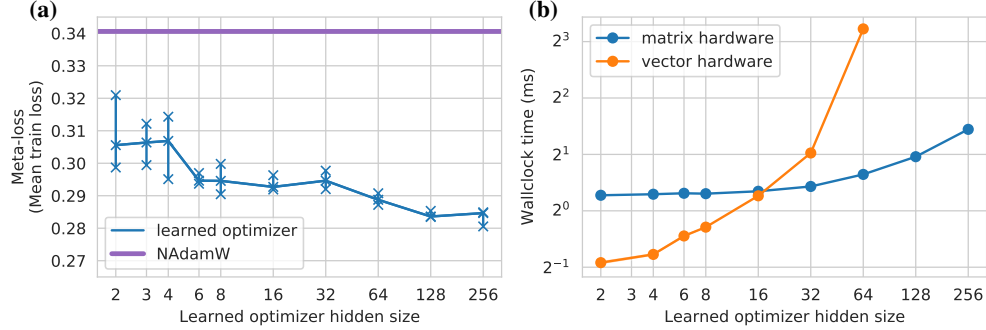 (a)
0.34
0.33
0.32
0.31
0.30
0.29
0.28
0.27
Meta-loss
(Mean train loss)
learned optimizer
NAdamW
2 3 4 6 8 16 32 64 128 256
Learned optimizer hidden size
(b)
2³
2²
2¹
2⁰
2⁻¹
Wallclock time (ms)
matrix hardware
vector hardware
2 3 4 6 8 16 32 64 128 256
Learned optimizer hidden size